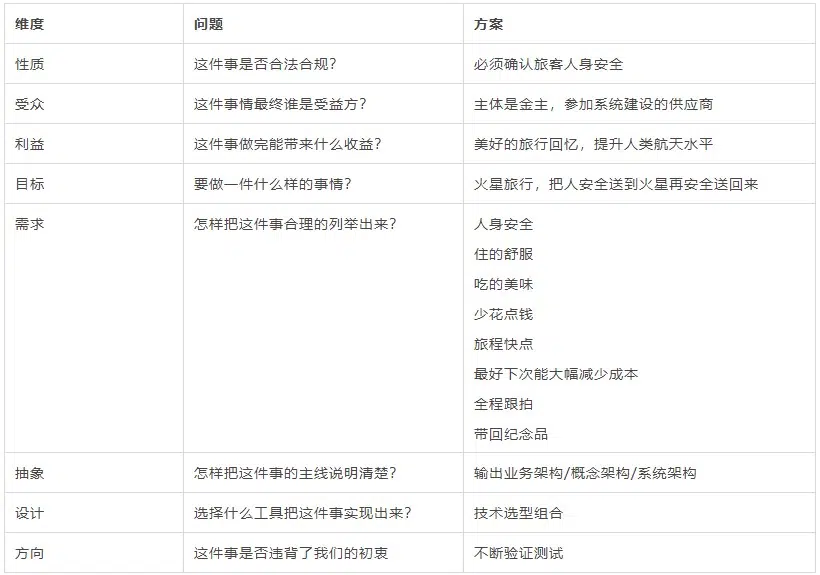 维度 问题 方案
性质 这件事是否合法合规? 必须确认旅客人身安全
受众 这件事情最终谁是受益方? 主体是金主，参加系统建设的供应商
利益 这件事做完能带来什么收益? 美好的旅行回忆，提升人类航天水平
目标 要做一件什么样的事情? 火星旅行，把人安全送到火星再安全送回来
需求 怎样把这件事合理的列举出来? 人身安全
住的舒服
吃的美味
少花点钱
旅程快点
最好下次能大幅减少成本
全程跟拍
带回纪念品
抽象 怎样把这件事的主线说明清楚? 输出业务架构/概念架构/系统架构
设计 选择什么工具把这件事实现出来? 技术选型组合
方向 这件事是否违背了我们的初衷 不断验证测试